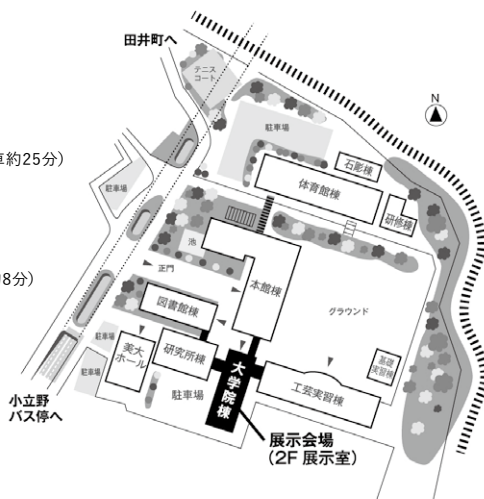 田井町へ
テニス
コート
N
駐車場
車約25分）
石彫棟
体育館棟
研修棟
駐車場
池
正門
本館棟
8分）
図書館棟
グラウンド
駐車場
美大
ホール
研究所棟
基礎
実習棟
大学院棟
工芸実習棟
駐車場
駐車場
小立野
バス停へ
展示会場
（2F 展示室）